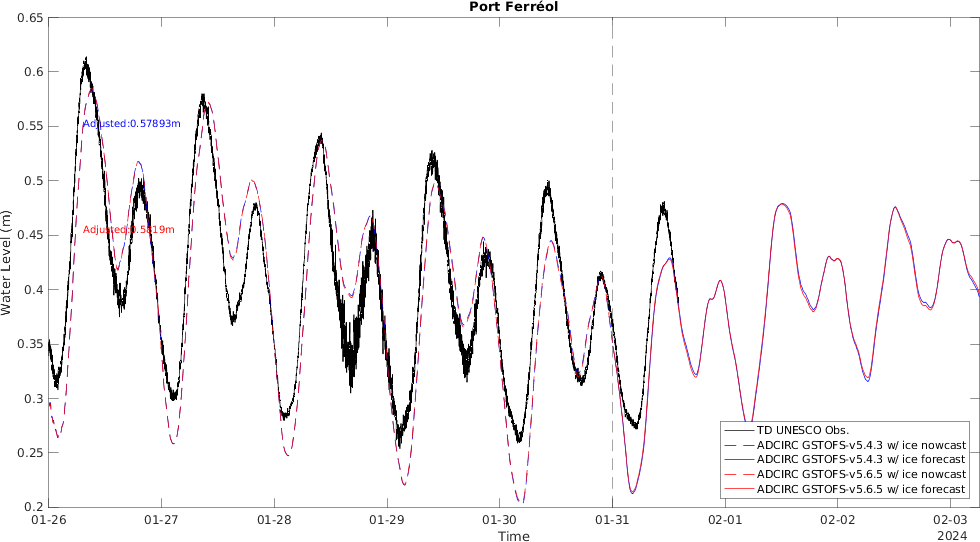 Port Ferréol
0.65
0.6
0.55
0.5
0.45
0.4
0.35
0.3
0.25
0.2
Water Level (m)
Adjusted:0.57893m
Adjusted:0.5819m
TD UNESCO Obs.
ADCIRC GSTOFS-v5.4.3 w/ ice nowcast
ADCIRC GSTOFS-v5.4.3 w/ ice forecast
ADCIRC GSTOFS-v5.6.5 w/ ice nowcast
ADCIRC GSTOFS-v5.6.5 w/ ice forecast
01-26 01-27 01-28 01-29 01-30 01-31 02-01 02-02 02-03
2024
Time